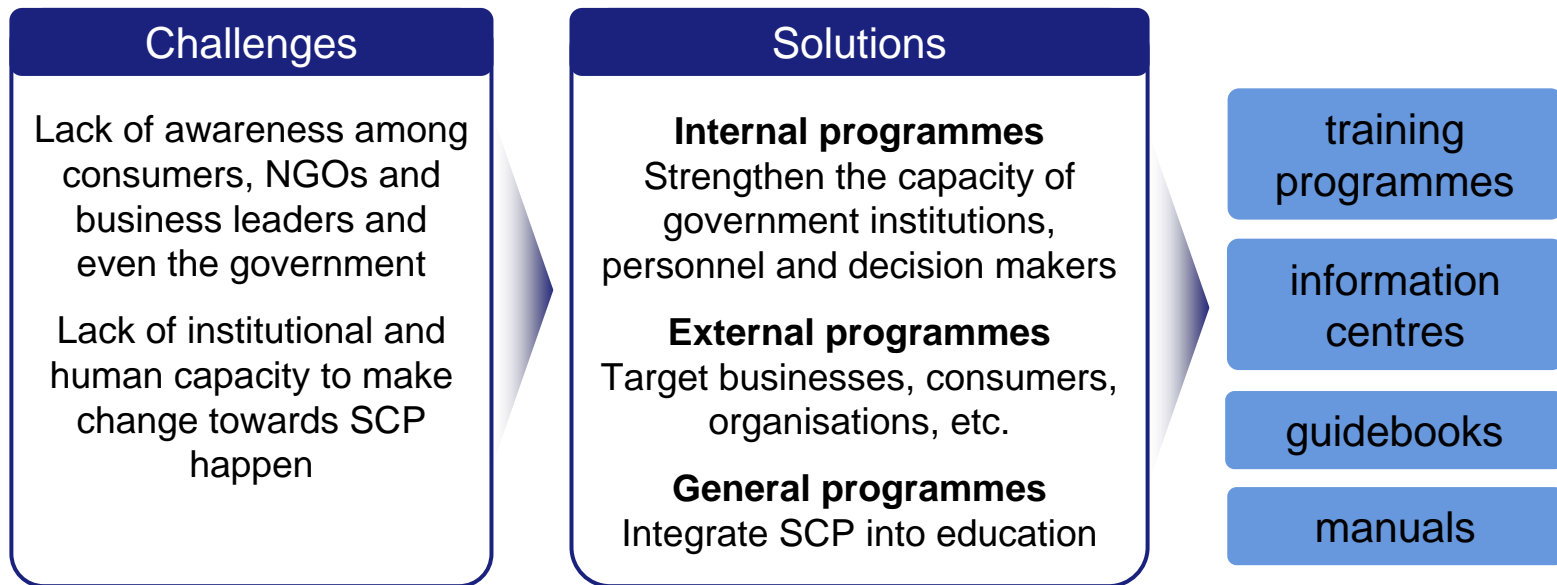 Challenges
Lack of awareness among
consumers, NGOs and
business leaders and
even the government
Lack of institutional and
human capacity to make
change towards SCP
happen
Solutions
Internal programmes
Strengthen the capacity of
government institutions,
personnel and decision makers
External programmes
Target businesses, consumers,
organisations, etc.
General programmes
Integrate SCP into education
training
programmes
information
centres
guidebooks
manuals